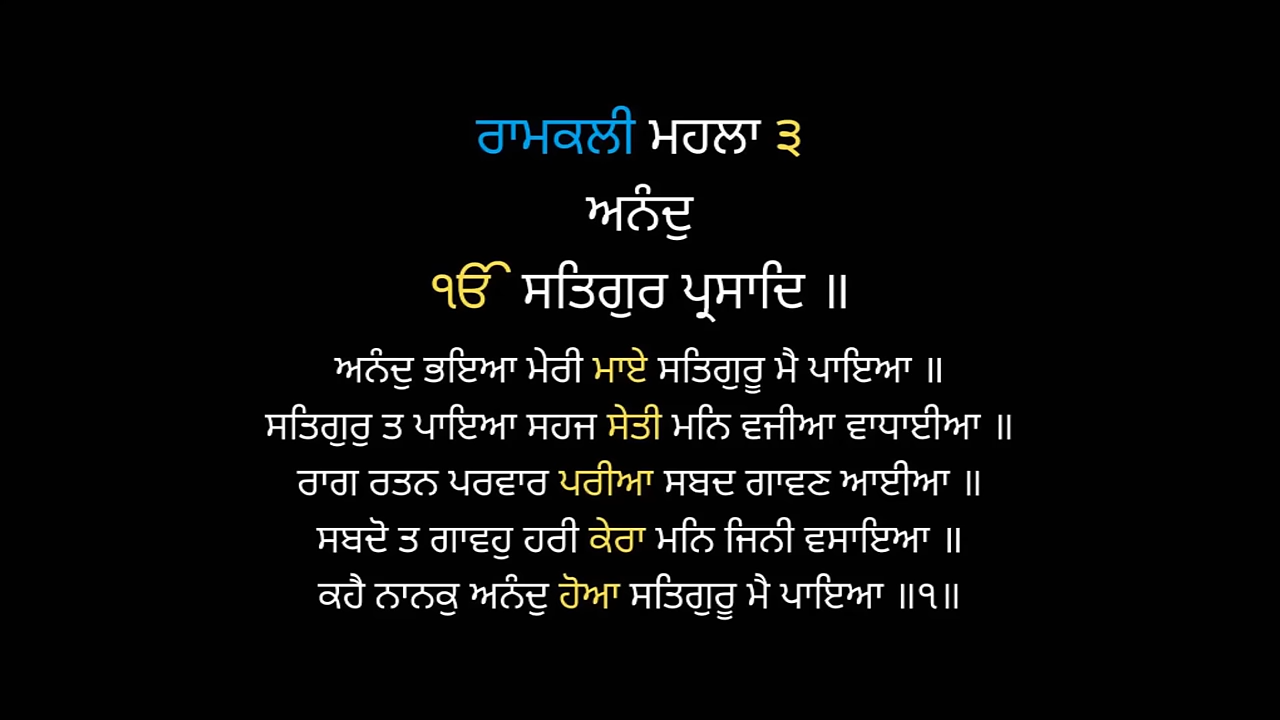 ਰਾਮਕਲੀ ਮਹਲਾ ੩
ਅਨੰਦੁ
ੴ ਸਤਿਗੁਰ ਪ੍ਰਸਾਦਿ ॥
ਅਨੰਦੁ ਭਇਆ ਮੇਰੀ ਮਾਏ ਸਤਿਗੁਰੂ ਮੈ ਪਾਇਆ ॥
ਸਤਿਗੁਰੁ ਤ ਪਾਇਆ ਸਹਜ ਸੇਤੀ ਮਨਿ ਵਜੀਆ ਵਾਧਾਈਆ ॥
ਰਾਗ ਰਤਨ ਪਰਵਾਰ ਪਰੀਆ ਸਬਦ ਗਾਵਣ ਆਈਆ ॥
ਸਬਦੋ ਤ ਗਾਵਹੁ ਹਰੀ ਕੇਰਾ ਮਨਿ ਜਿਨੀ ਵਸਾਇਆ ॥
ਕਹੈ ਨਾਨਕੁ ਅਨੰਦੁ ਹੋਆ ਸਤਿਗੁਰੂ ਮੈ ਪਾਇਆ ॥੧॥